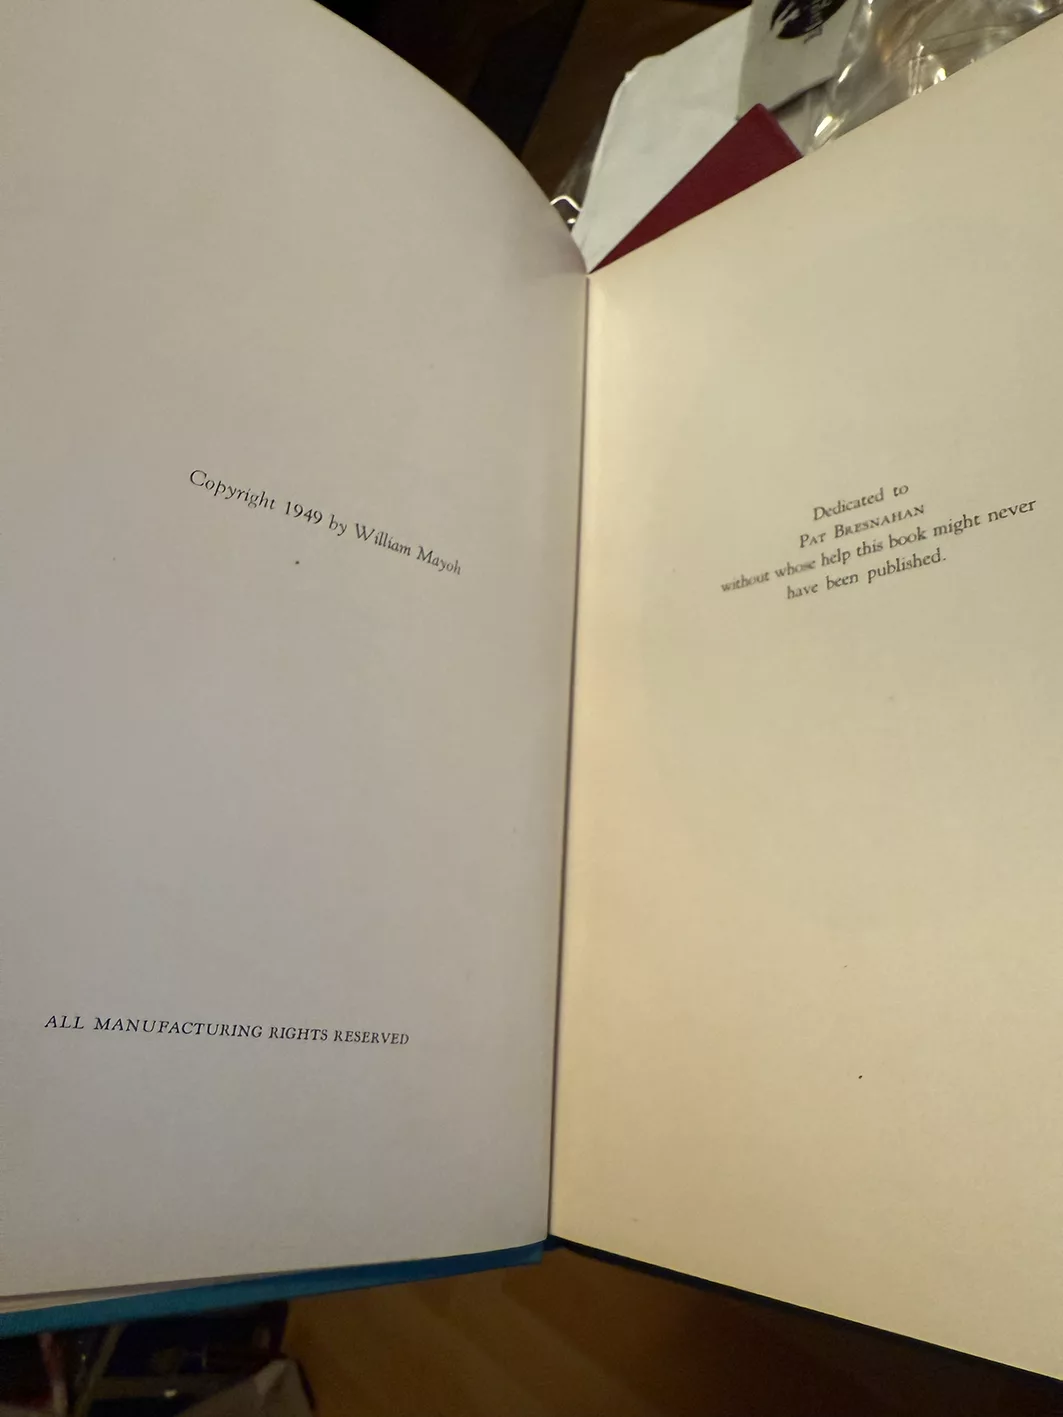 Copyright 1949 by William Mayoh
ALL MANUFACTURING RIGHTS RESERVED
Dedicated to
PAT BRESNAHAN
without whose help this book might never
have been published.